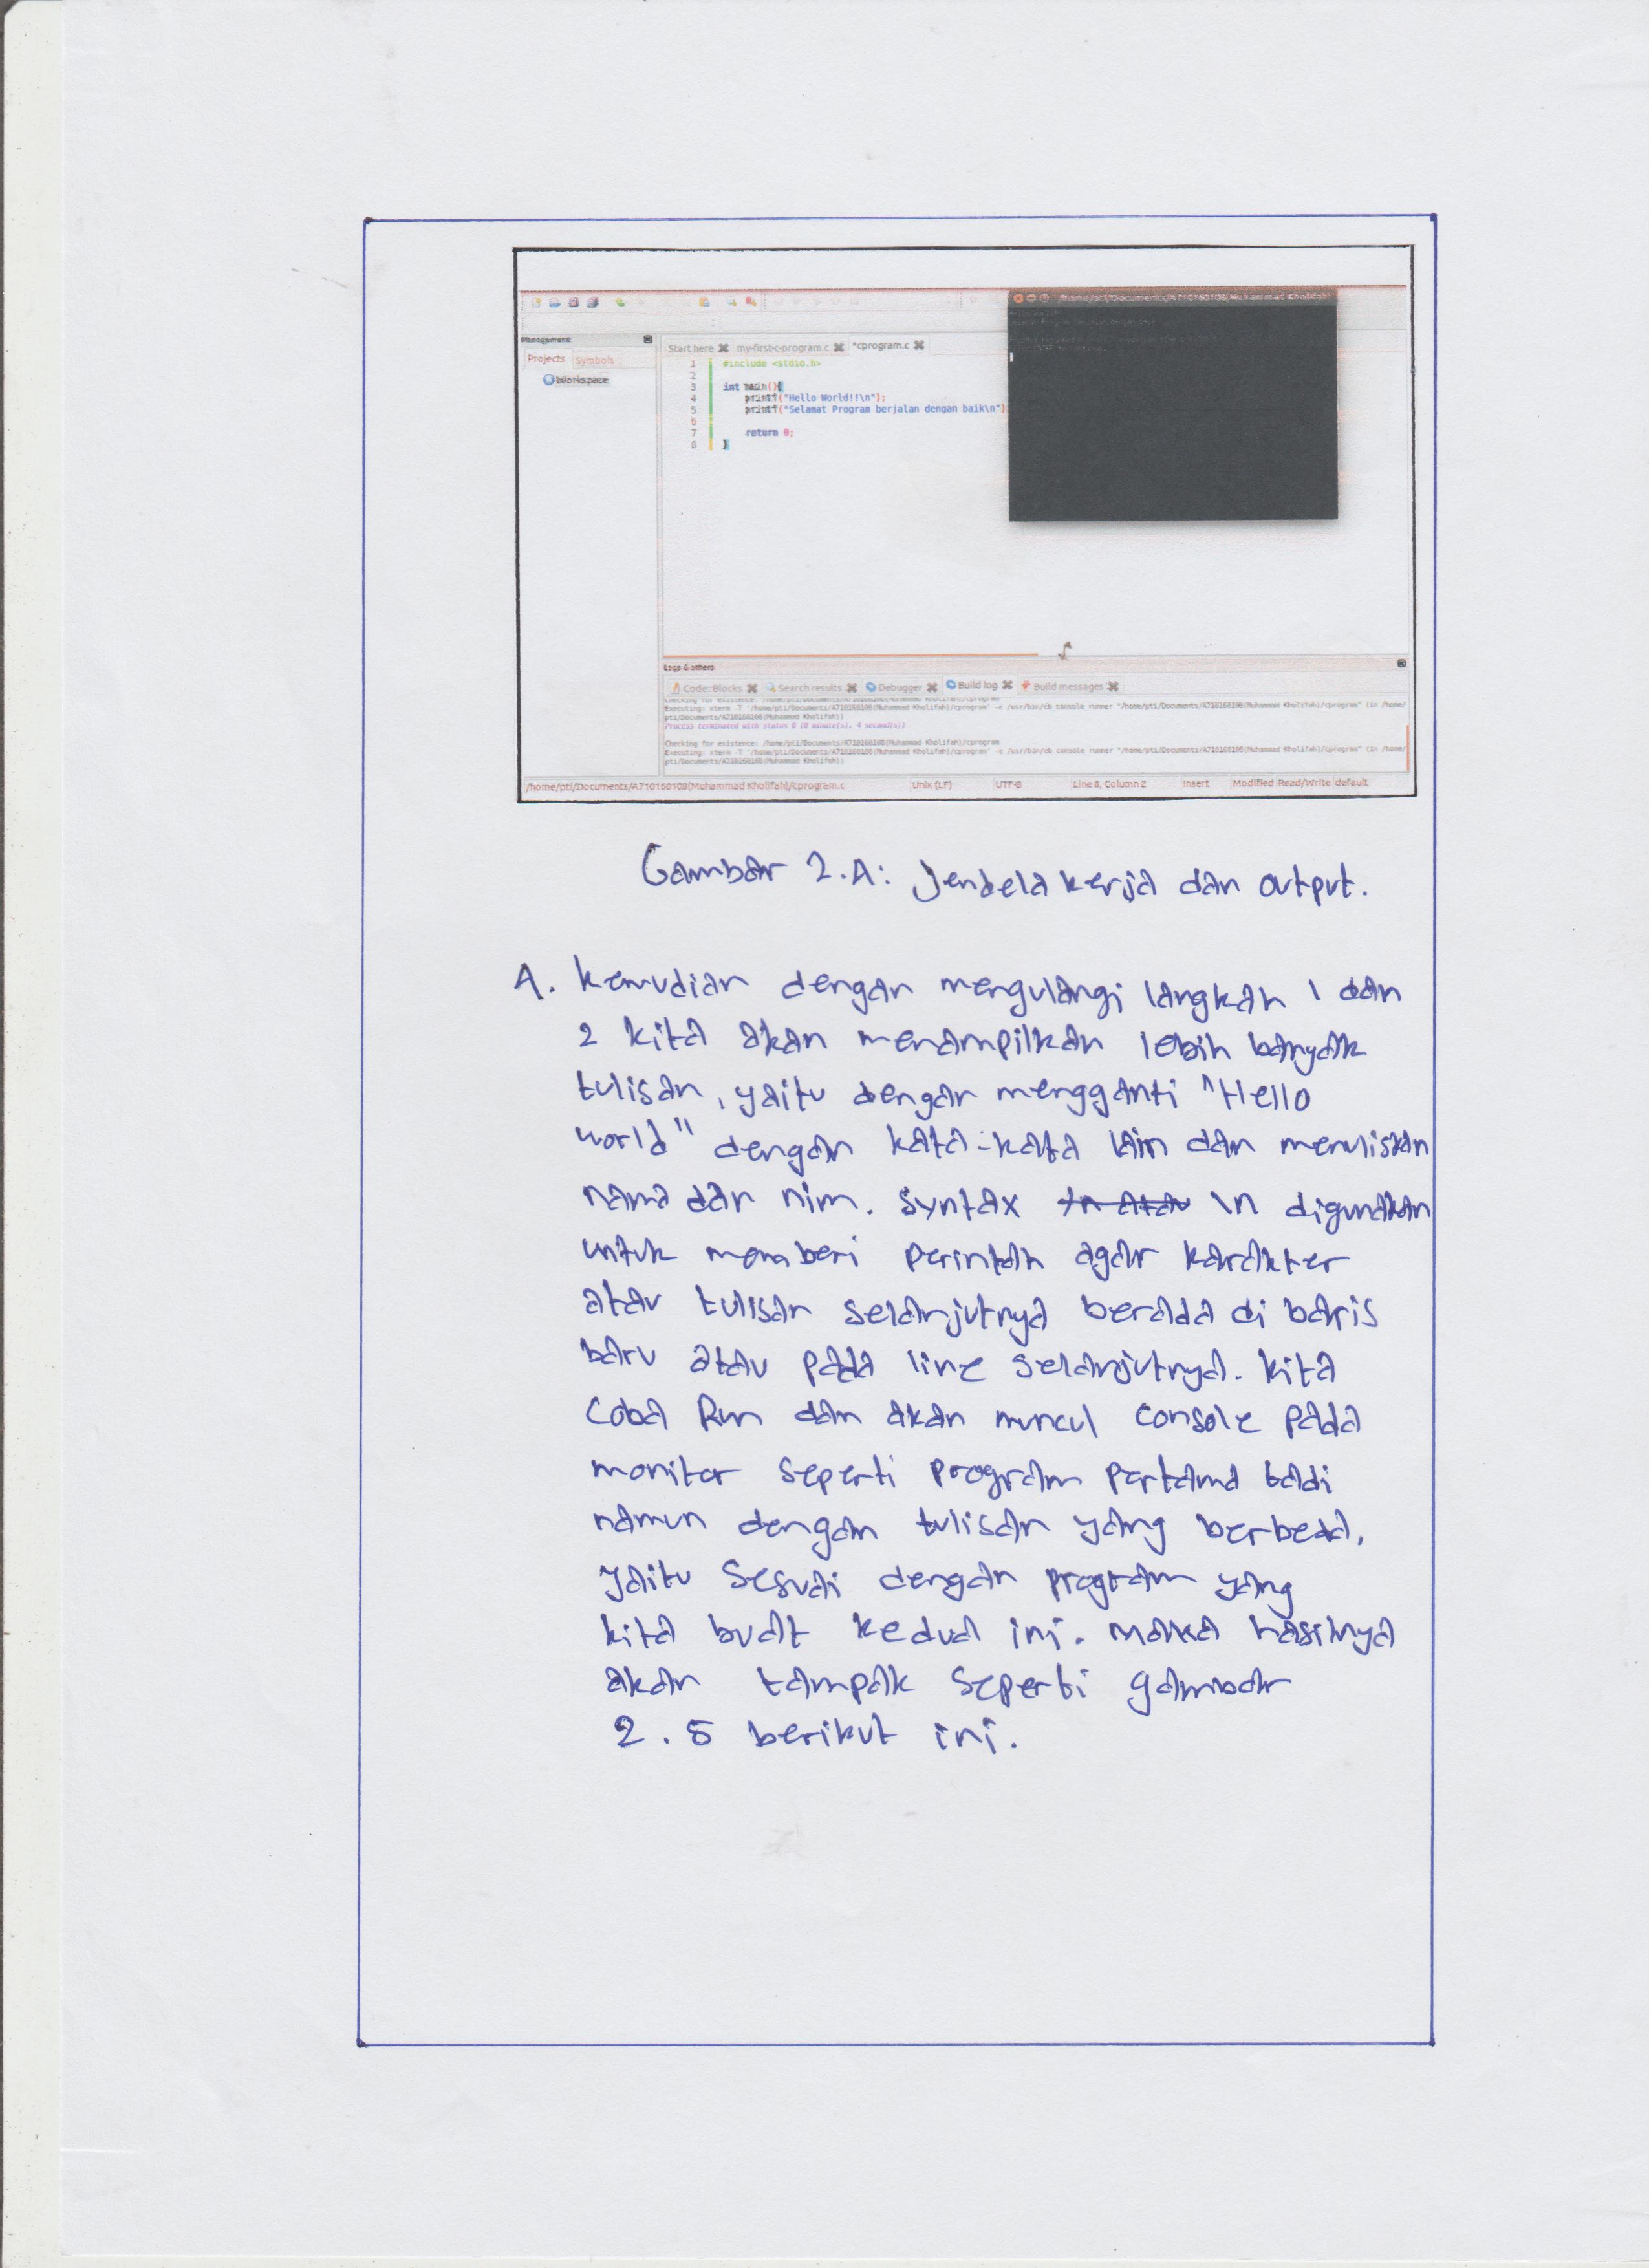 /home/pti/Documents/A710160108(Muhammad Kholifah
Management
Projects Symbols
Workspace
Start here my-first-c-program.c *cprogram.c
1 #include <stdio.h>
2
3 int main(){
4 printf("Hello World!!\n");
5 printf("Selamat Program berjalan dengan baik\n")
6
7 return 0;
8 }
Logs & others
Code::Blocks Search results Debugger Build log Build messages
Checking for existence: /home/pti/Documents/A710160108(Muhammad Kholifah)/cprogram
Executing: xterm -T '/home/pti/Documents/A710160108(Muhammad Kholifah)/cprogram' -e /usr/bin/cb_console_runner "/home/pti/Documents/A710160108(Muhammad Kholifah)/cprogram" (in /home/
pti/Documents/A710160108(Muhammad Kholifah))
Process terminated with status 0 (0 minute(s), 4 second(s))
Checking for existence: /home/pti/Documents/A710160108(Muhammad Kholifah)/cprogram
Executing: xterm -T '/home/pti/Documents/A710160108(Muhammad Kholifah)/cprogram' -e /usr/bin/cb_console_runner "/home/pti/Documents/A710160108(Muhammad Kholifah)/cprogram" (in /home/
pti/Documents/A710160108(Muhammad Kholifah))
/home/pti/Documents/A710160108(Muhammad Kholifah)/cprogram.c Unix (LF) UTF-8 Line 8, Column 2 Insert Modified Read/Write default
Gambar 2.A: Jendela kerja dan output.
A. Kemudian dengan mengulangi langkah 1 dan
2 kita akan menampilkan lebih banyak
tulisan, yaitu dengan mengganti "Hello
world" dengan kata-kata lain dan menuliskan
nama dan nim. Syntax \n digunakan
untuk memberi perintah agar karakter
atau tulisan selanjutnya berada di baris
baru atau pada line selanjutnya. Kita
coba Run dan akan muncul console pada
monitor seperti program pertama tadi
namun dengan tulisan yang berbeda,
yaitu sesuai dengan program yang
kita buat kedua ini. maka hasilnya
akan tampak seperti gambar
2.5 berikut ini.